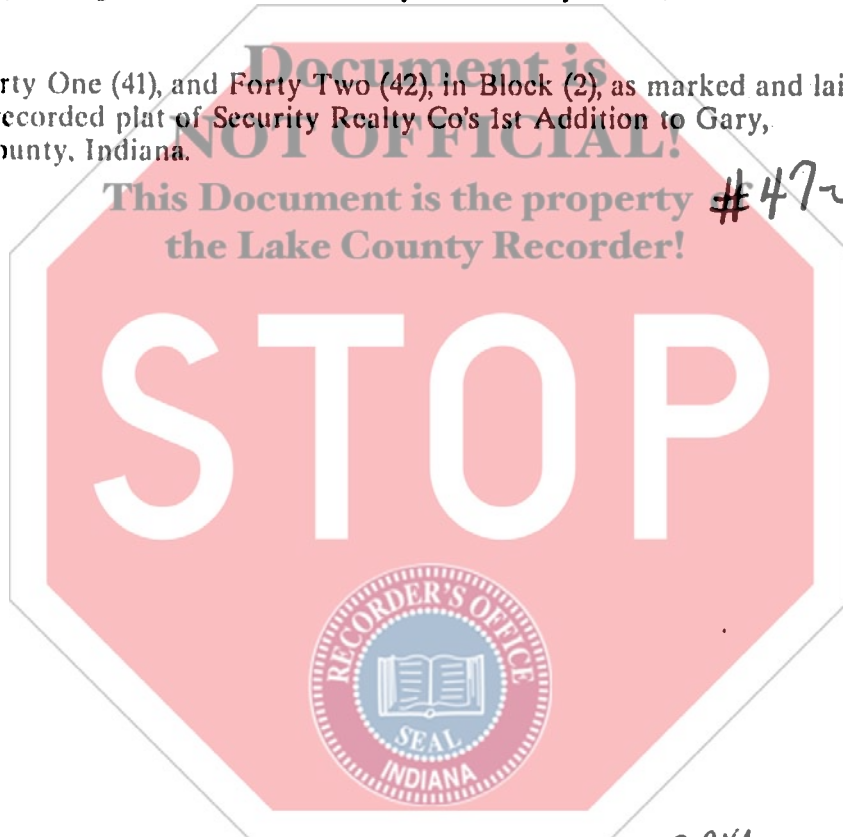 Document is
rty One (41), and Forty Two (42), in Block (2), as marked and lai
ecorded plat of Security Realty Co's 1st Addition to Gary,
ounty, Indiana.
NOT OFFICIAL!
This Document is the property of
#47
the Lake County Recorder!
STOP
RECORDER'S OFFICE
SEAL
INDIANA